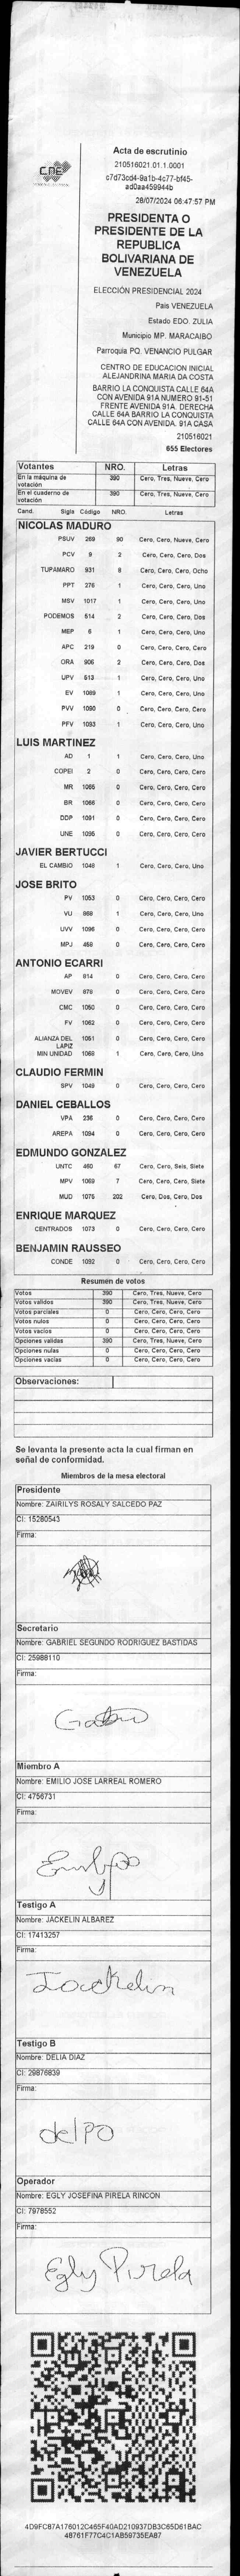 Acta de escrutinio
210516021.01.1.0001
c7d73cd4-9a1b-4c77-bf45-
ad0aa459944b
28/07/2024 06:47:57 PM
CNE
PRESIDENTA O
PRESIDENTE DE LA
REPUBLICA
BOLIVARIANA DE
VENEZUELA
ELECCIÓN PRESIDENCIAL 2024
País VENEZUELA
Estado EDO. ZULIA
Municipio MP. MARACAIBO
Parroquia PQ. VENANCIO PULGAR
CENTRO DE EDUCACION INICIAL
ALEJANDRINA MARIA DA COSTA
BARRIO LA CONQUISTA CALLE 64A
CON AVENIDA 91A NUMERO 91-51
FRENTE AVENIDA 91A. DERECHA
CALLE 64A BARRIO LA CONQUISTA
CALLE 64A CON AVENIDA. 91A CASA
210516021
655 Electores
Votantes NRO. Letras
En la máquina de votación 390 Cero, Tres, Nueve, Cero
En el cuaderno de votación 390 Cero, Tres, Nueve, Cero
Cand. Sigla Código NRO. Letras
NICOLAS MADURO
PSUV 269 90 Cero, Cero, Nueve, Cero
PCV 9 2 Cero, Cero, Cero, Dos
TUPAMARO 931 8 Cero, Cero, Cero, Ocho
PPT 276 1 Cero, Cero, Cero, Uno
MSV 1017 1 Cero, Cero, Cero, Uno
PODEMOS 514 2 Cero, Cero, Cero, Dos
MEP 6 1 Cero, Cero, Cero, Uno
APC 219 0 Cero, Cero, Cero, Cero
ORA 906 2 Cero, Cero, Cero, Dos
UPV 513 1 Cero, Cero, Cero, Uno
EV 1089 1 Cero, Cero, Cero, Uno
PVV 1090 0 Cero, Cero, Cero, Cero
PFV 1093 1 Cero, Cero, Cero, Uno
LUIS MARTINEZ
AD 1 1 Cero, Cero, Cero, Uno
COPEI 2 0 Cero, Cero, Cero, Cero
MR 1065 0 Cero, Cero, Cero, Cero
BR 1066 0 Cero, Cero, Cero, Cero
DDP 1091 0 Cero, Cero, Cero, Cero
UNE 1095 0 Cero, Cero, Cero, Cero
JAVIER BERTUCCI
EL CAMBIO 1048 1 Cero, Cero, Cero, Uno
JOSE BRITO
PV 1053 0 Cero, Cero, Cero, Cero
VU 868 1 Cero, Cero, Cero, Uno
UVV 1096 0 Cero, Cero, Cero, Cero
MPJ 458 0 Cero, Cero, Cero, Cero
ANTONIO ECARRI
AP 814 0 Cero, Cero, Cero, Cero
MOVEV 878 0 Cero, Cero, Cero, Cero
CMC 1050 0 Cero, Cero, Cero, Cero
FV 1062 0 Cero, Cero, Cero, Cero
ALIANZA DEL LÁPIZ 1051 0 Cero, Cero, Cero, Cero
MIN UNIDAD 1068 1 Cero, Cero, Cero, Uno
CLAUDIO FERMIN
SPV 1049 0 Cero, Cero, Cero, Cero
DANIEL CEBALLOS
VPA 236 0 Cero, Cero, Cero, Cero
AREPA 1094 0 Cero, Cero, Cero, Cero
EDMUNDO GONZALEZ
UNTC 460 67 Cero, Cero, Seis, Siete
MPV 1069 7 Cero, Cero, Cero, Siete
MUD 1075 202 Cero, Dos, Cero, Dos
ENRIQUE MARQUEZ
CENTRADOS 1073 0 Cero, Cero, Cero, Cero
BENJAMIN RAUSSEO
CONDE 1092 0 Cero, Cero, Cero, Cero
Resumen de votos
Votos 390 Cero, Tres, Nueve, Cero
Votos validos 390 Cero, Tres, Nueve, Cero
Votos parciales 0 Cero, Cero, Cero, Cero
Votos nulos 0 Cero, Cero, Cero, Cero
Votos vacíos 0 Cero, Cero, Cero, Cero
Opciones validas 390 Cero, Tres, Nueve, Cero
Opciones nulas 0 Cero, Cero, Cero, Cero
Opciones vacías 0 Cero, Cero, Cero, Cero
Observaciones:
Se levanta la presente acta la cual firman en
señal de conformidad.
Miembros de la mesa electoral
Presidente
Nombre: ZAIRILYS ROSALY SALCEDO PAZ
CI: 15280543
Firma:
Secretario
Nombre: GABRIEL SEGUNDO RODRIGUEZ BASTIDAS
CI: 25988110
Firma:
Miembro A
Nombre: EMILIO JOSE LARREAL ROMERO
CI: 4756731
Firma:
Testigo A
Nombre: JACKELIN ALBAREZ
CI: 17413257
Firma:
Jackelin
Testigo B
Nombre: DELIA DIAZ
CI: 29876839
Firma:
Operador
Nombre: EGLY JOSEFINA PIRELA RINCON
CI: 7978552
Firma:
Egly Pirela
4D9FC87A176012C465F40AD210937DB3C65D61BAC
48761F77C4C1AB59735EA87